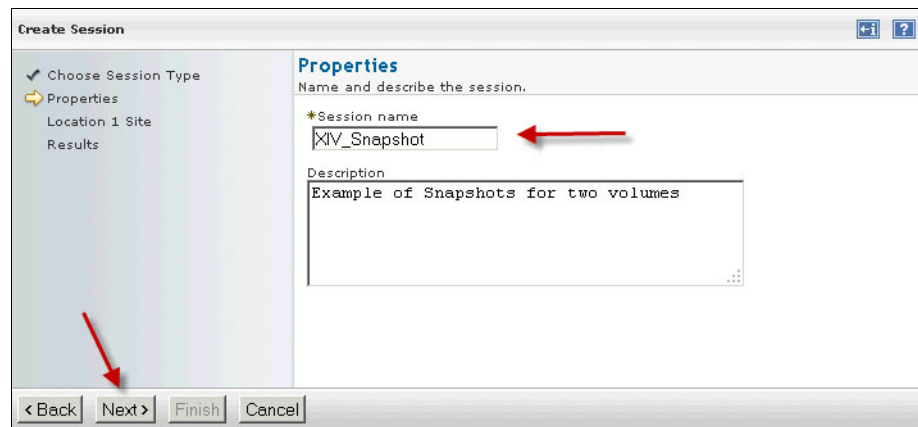 Create Session
?
✓ Choose Session Type
Properties
Location 1 Site
Results
Properties
Name and describe the session.
*Session name
XIV_Snapshot
Description
Example of Snapshots for two volumes
< Back Next > Finish Cancel